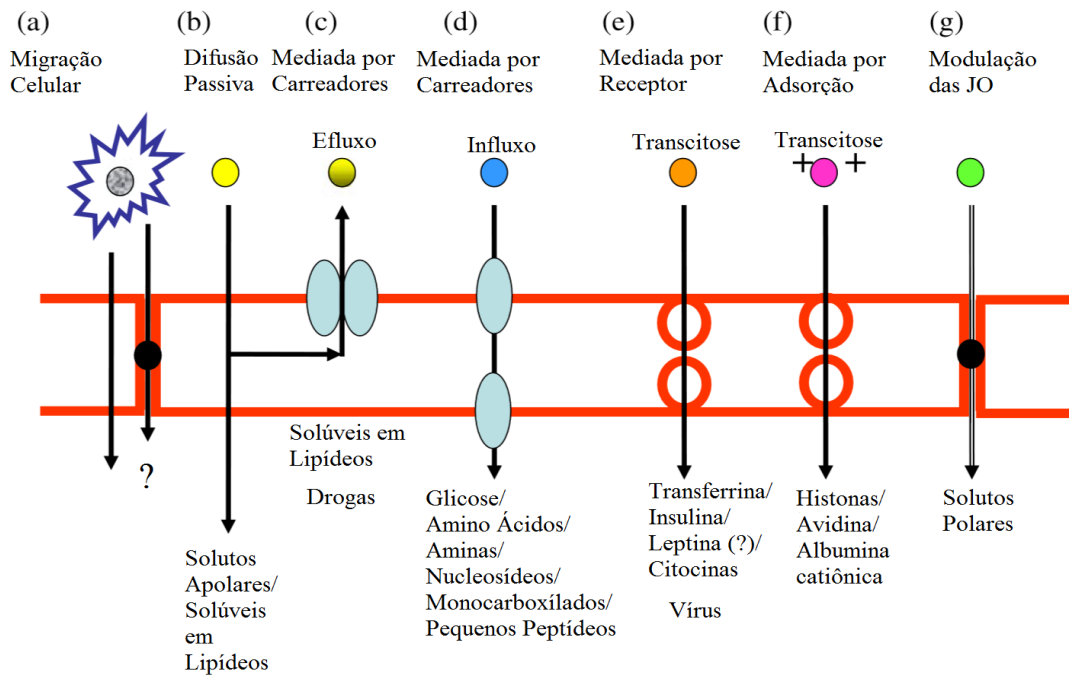 (a)
Migração
Celular
?
(b)
Difusão
Passiva
Solutos
Apolares/
Solúveis
em
Lipídeos
(c)
Mediada por
Carreadores
Efluxo
Solúveis em
Lipídeos
Drogas
(d)
Mediada por
Carreadores
Influxo
Glicose/
Amino Ácidos/
Aminas/
Nucleosídeos/
Monocarboxílados/
Pequenos Peptídeos
(e)
Mediada por
Receptor
Transcitose
Transferrina/
Insulina/
Leptina (?)/
Citocinas
Vírus
(f)
Mediada por
Adsorção
Transcitose
+ +
Histonas/
Avidina/
Albumina
catiônica
(g)
Modulação
das JO
Solutos
Polares